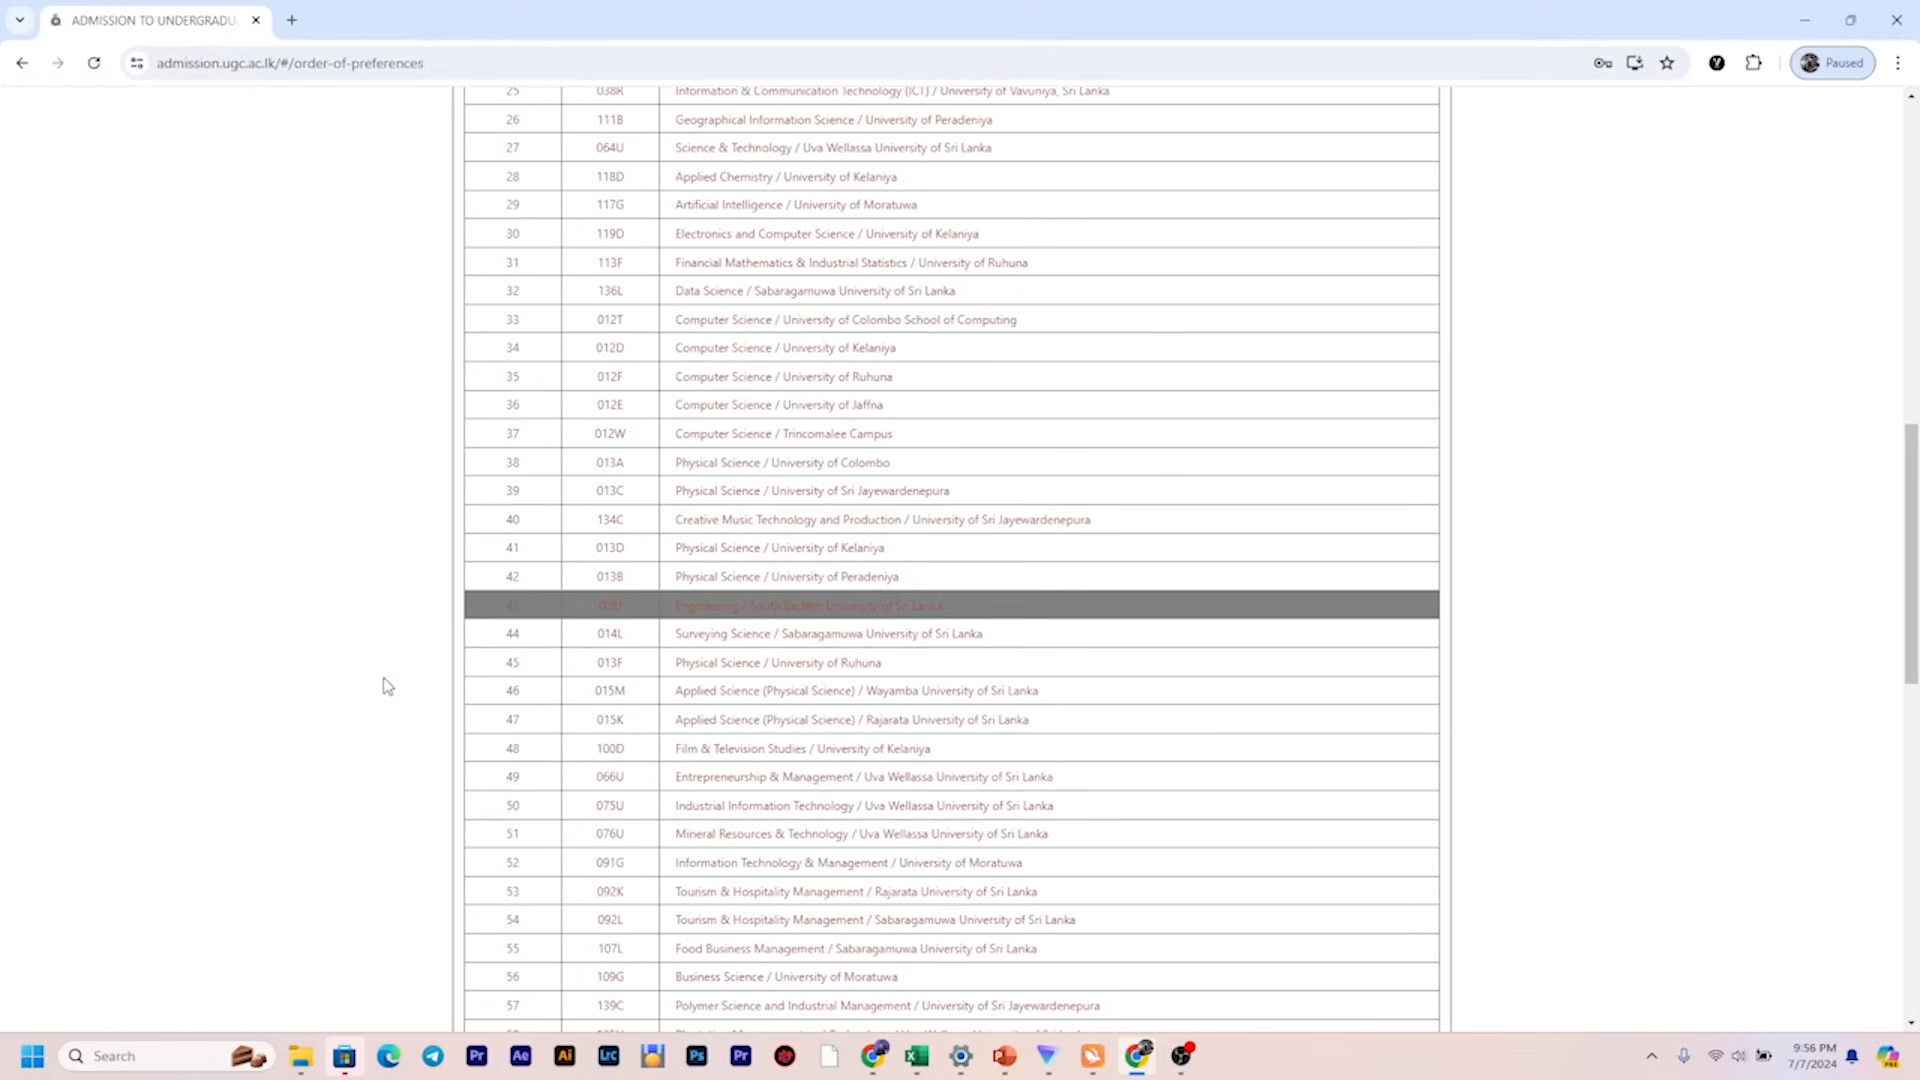 ADMISSION TO UNDERGRADU
admission.ugc.ac.lk/#/order-of-preferences
Paused
25 038R Information & Communication Technology (ICT) / University of Vavuniya, Sri Lanka
26 111B Geographical Information Science / University of Peradeniya
27 064U Science & Technology / Uva Wellassa University of Sri Lanka
28 118D Applied Chemistry / University of Kelaniya
29 117G Artificial Intelligence / University of Moratuwa
30 119D Electronics and Computer Science / University of Kelaniya
31 113F Financial Mathematics & Industrial Statistics / University of Ruhuna
32 136L Data Science / Sabaragamuwa University of Sri Lanka
33 012T Computer Science / University of Colombo School of Computing
34 012D Computer Science / University of Kelaniya
35 012F Computer Science / University of Ruhuna
36 012E Computer Science / University of Jaffna
37 012W Computer Science / Trincomalee Campus
38 013A Physical Science / University of Colombo
39 013C Physical Science / University of Sri Jayewardenepura
40 134C Creative Music Technology and Production / University of Sri Jayewardenepura
41 013D Physical Science / University of Kelaniya
42 013B Physical Science / University of Peradeniya
43 Engineering / South Eastern University of Sri Lanka
44 014L Surveying Science / Sabaragamuwa University of Sri Lanka
45 013F Physical Science / University of Ruhuna
46 015M Applied Science (Physical Science) / Wayamba University of Sri Lanka
47 015K Applied Science (Physical Science) / Rajarata University of Sri Lanka
48 100D Film & Television Studies / University of Kelaniya
49 066U Entrepreneurship & Management / Uva Wellassa University of Sri Lanka
50 075U Industrial Information Technology / Uva Wellassa University of Sri Lanka
51 076U Mineral Resources & Technology / Uva Wellassa University of Sri Lanka
52 091G Information Technology & Management / University of Moratuwa
53 092K Tourism & Hospitality Management / Rajarata University of Sri Lanka
54 092L Tourism & Hospitality Management / Sabaragamuwa University of Sri Lanka
55 107L Food Business Management / Sabaragamuwa University of Sri Lanka
56 109G Business Science / University of Moratuwa
57 139C Polymer Science and Industrial Management / University of Sri Jayewardenepura
Search
Pr Ae Ai Lrc Ps Pr
9:56 PM
7/7/2024